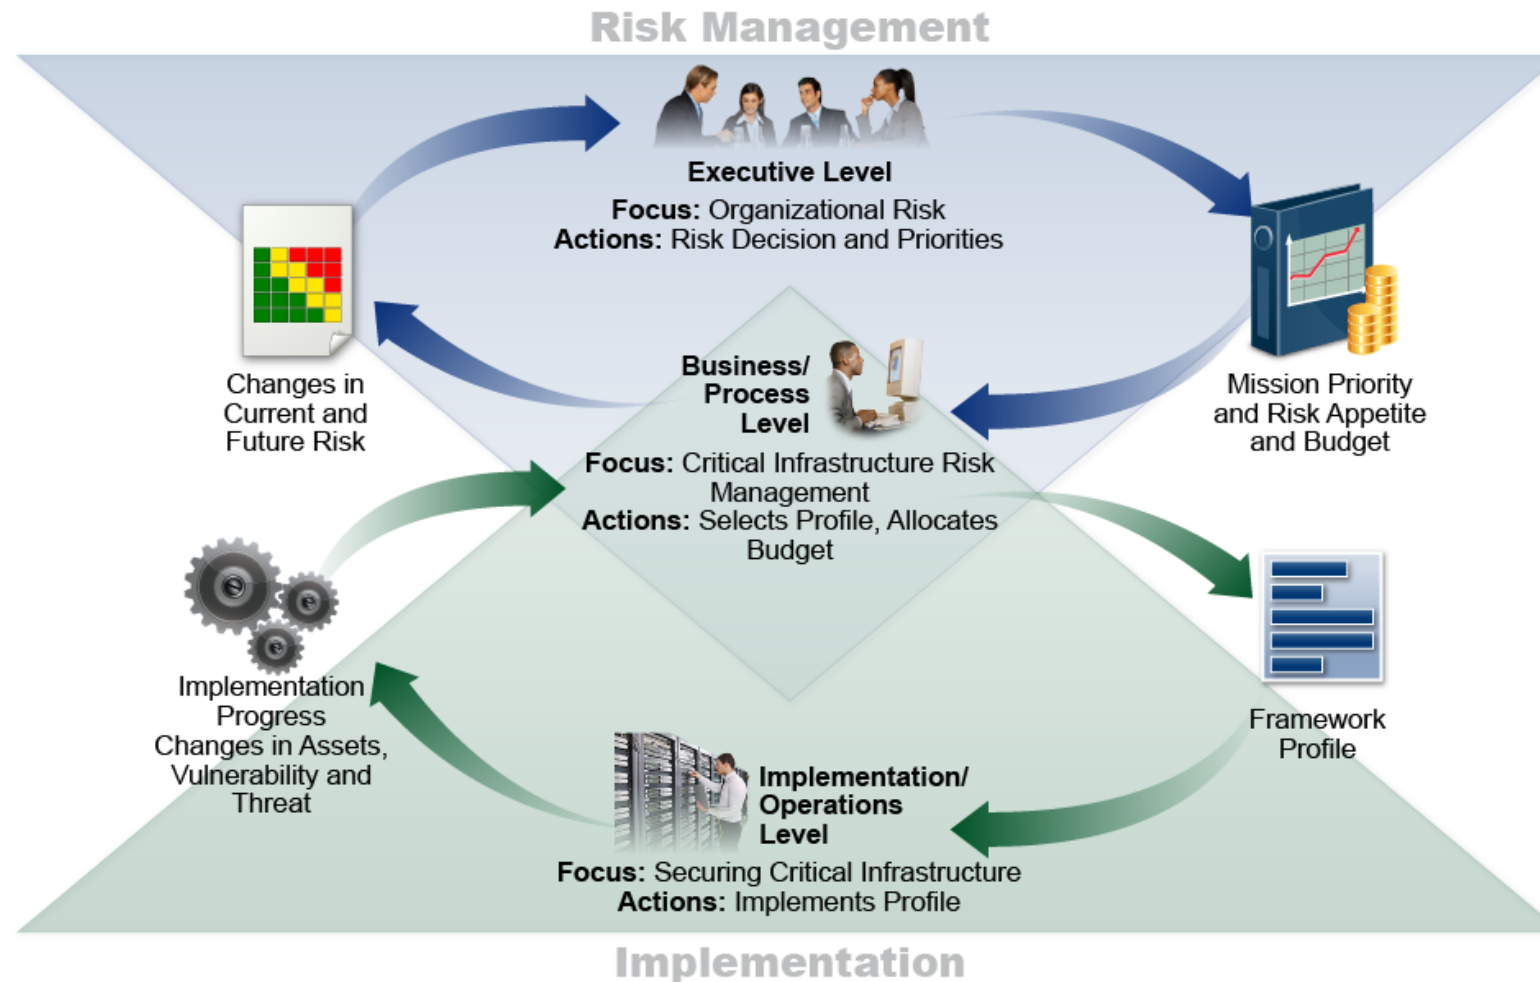 Risk Management
Executive Level
Focus: Organizational Risk
Actions: Risk Decision and Priorities
Changes in
Current and
Future Risk
Mission Priority
and Risk Appetite
and Budget
Business/
Process
Level
Focus: Critical Infrastructure Risk
Management
Actions: Selects Profile, Allocates
Budget
Implementation
Progress
Changes in Assets,
Vulnerability and
Threat
Framework
Profile
Implementation/
Operations
Level
Focus: Securing Critical Infrastructure
Actions: Implements Profile
Implementation